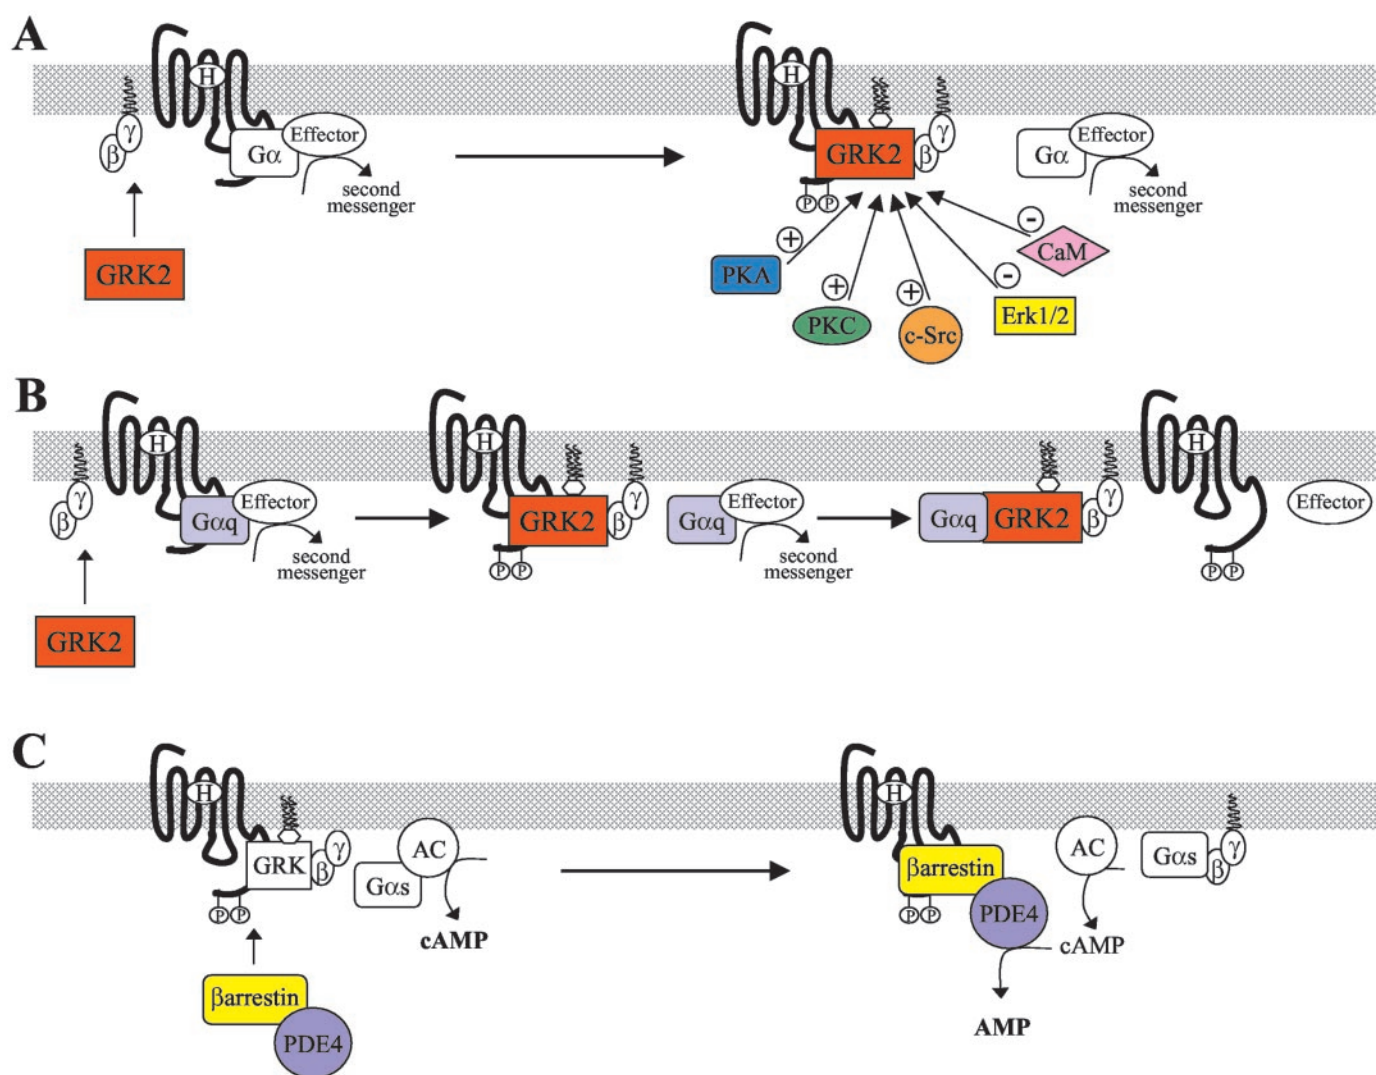 A
H
γ
β
Gα
Effector
second
messenger
GRK2
H
GRK2
γ
β
P P
Gα
Effector
second
messenger
+
PKA
+
PKC
+
c-Src
-
Erk1/2
-
CaM
B
H
γ
β
Gαq
Effector
second
messenger
GRK2
H
GRK2
γ
β
P P
Gαq
Effector
second
messenger
Gαq
GRK2
γ
β
H
P P
Effector
C
H
GRK
γ
β
P P
AC
Gαs
cAMP
βarrestin
PDE4
H
βarrestin
P P
PDE4
AC
cAMP
AMP
Gαs
γ
β